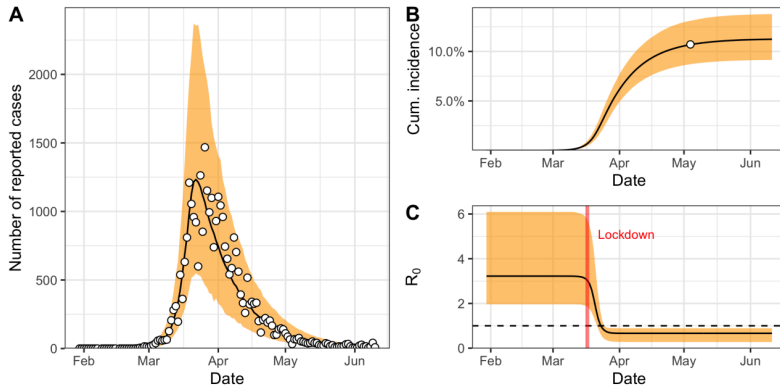 A
Number of reported cases
2000
1500
1000
500
0
Feb
Mar
Apr
May
Jun
Date
B
Cum. incidence
10.0%
5.0%
Feb
Mar
Apr
May
Jun
Date
C
R0
6
4
2
0
Lockdown
Feb
Mar
Apr
May
Jun
Date